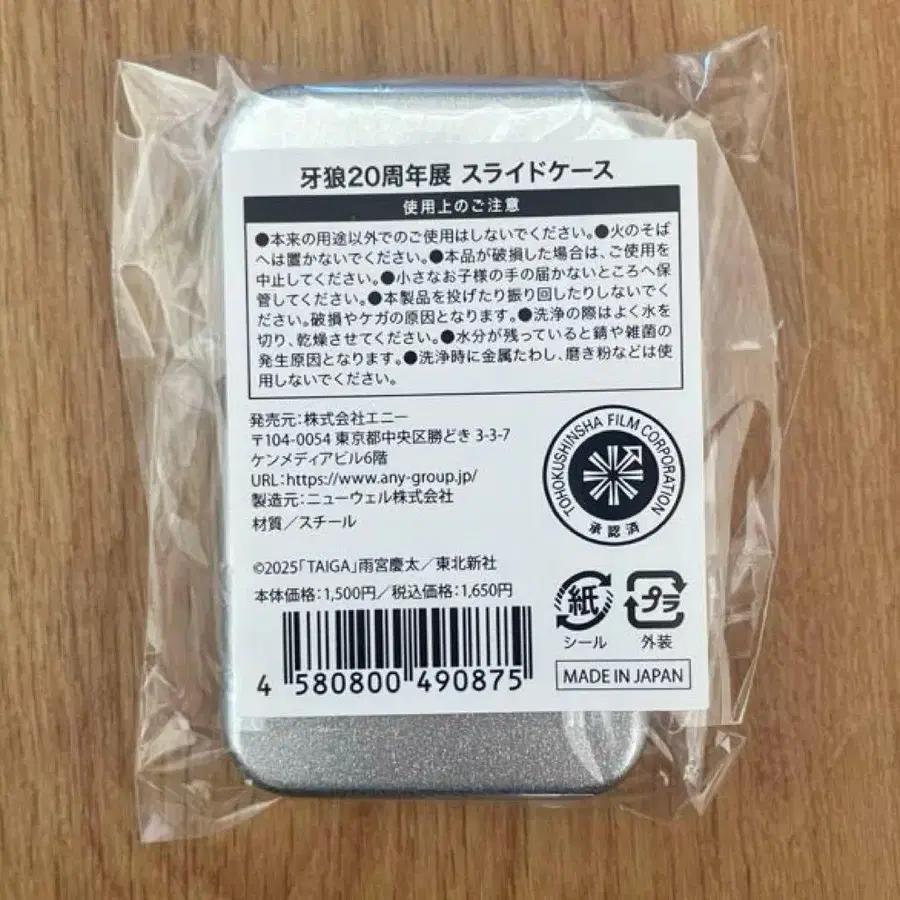 牙狼20周年展 スライドケース
使用上のご注意
●本来の用途以外でのご使用はしないでください。●火のそば
へは置かないでください。●本品が破損した場合は、ご使用を
中止してください。●小さなお子様の手の届かないところへ保
管してください。●本製品を投げたり振り回したりしないでく
ださい。破損やケガの原因となります。●洗浄の際はよく水を
切り、乾燥させてください。●水分が残っていると錆や雑菌の
発生原因となります。●洗浄時に金属たわし、磨き粉などは使
用しないでください。
発売元：株式会社エニー
〒104-0054 東京都中央区勝どき 3-3-7
ケンメディアビル6階
URL：https://www.any-group.jp/
製造元：ニューウェル株式会社
材質／スチール
TOHOKUSHINSHA FILM CORPORATION
承認済
©2025「TAIGA」雨宮慶太／東北新社
本体価格：1,500円／税込価格：1,650円
紙
シール
プラ
外装
4 580800 490875
MADE IN JAPAN